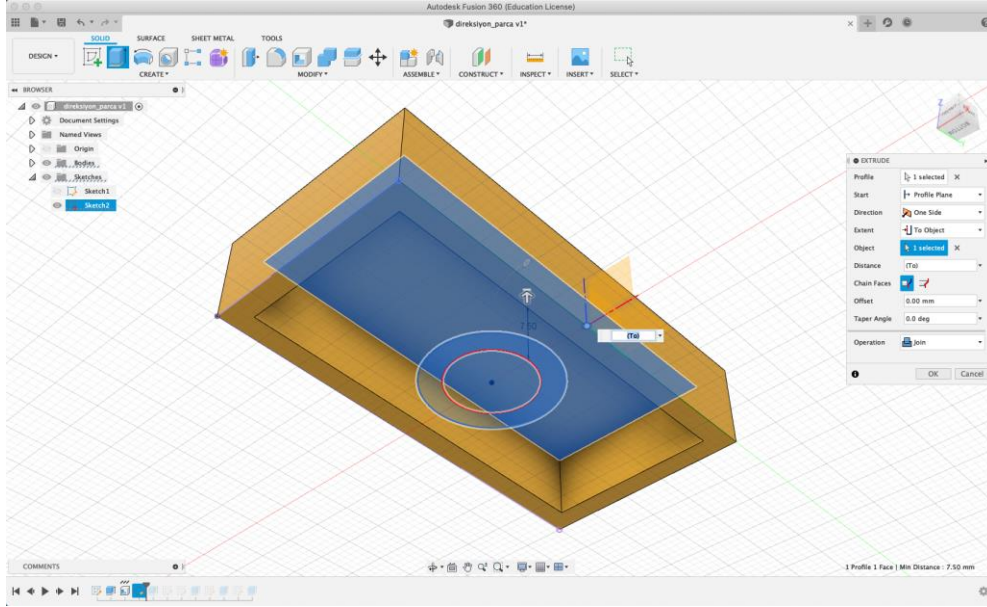 Autodesk Fusion 360 (Education License)
direksiyon_parca v1*
DESIGN
SOLID
SURFACE
SHEET METAL
TOOLS
CREATE
MODIFY
ASSEMBLE
CONSTRUCT
INSPECT
INSERT
SELECT
BROWSER
direksiyon_parca v1
Document Settings
Named Views
Origin
Bodies
Sketches
Sketch1
Sketch2
Z
7.50
(To)
EXTRUDE
Profile 1 selected
Start Profile Plane
Direction One Side
Extent To Object
Object 1 selected
Distance (To)
Chain Faces
Offset 0.00 mm
Taper Angle 0.0 deg
Operation Join
OK Cancel
COMMENTS
1 Profile 1 Face | Min Distance : 7.50 mm